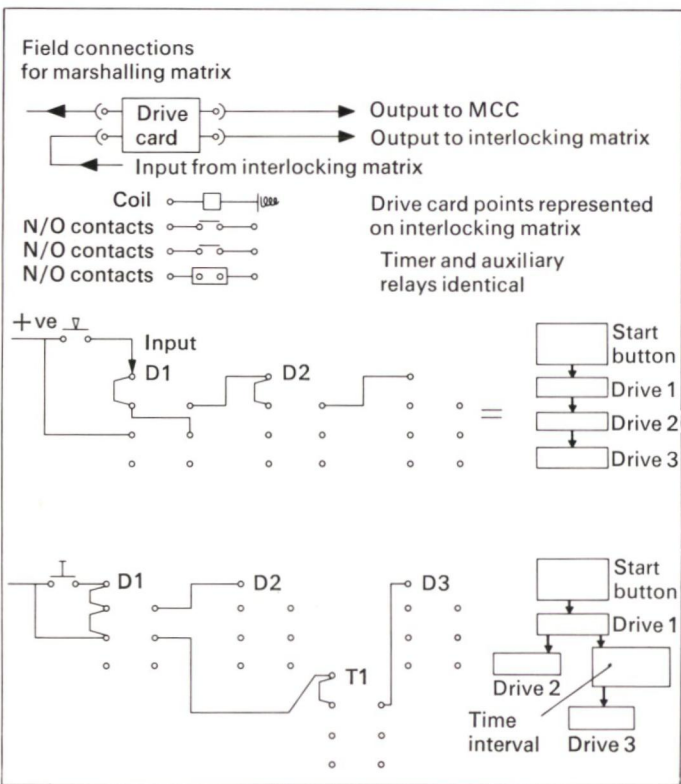 Field connections
for marshalling matrix
Drive
card
Output to MCC
Output to interlocking matrix
Input from interlocking matrix
Coil
N/O contacts
N/O contacts
N/O contacts
Drive card points represented
on interlocking matrix
Timer and auxiliary
relays identical
+ve
Input
D1
D2
=
Start
button
Drive 1
Drive 2
Drive 3
D1
D2
D3
T1
Start
button
Drive 1
Drive 2
Time
interval
Drive 3